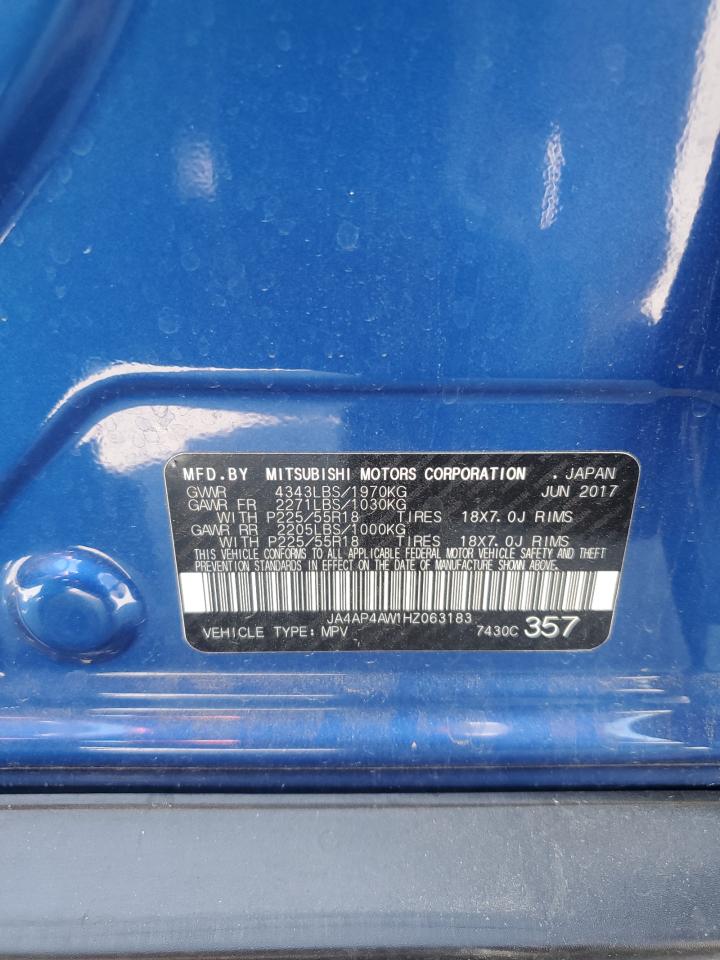 MFD.BY MITSUBISHI MOTORS CORPORATION . JAPAN
GVWR 4343LBS/1970KG JUN 2017
GAWR FR 2271LBS/1030KG
WITH P225/55R18 TIRES 18X7.0J RIMS
GAWR RR 2205LBS/1000KG
WITH P225/55R18 TIRES 18X7.0J RIMS
THIS VEHICLE CONFORMS TO ALL APPLICABLE FEDERAL MOTOR VEHICLE SAFETY AND THEFT
PREVENTION STANDARDS IN EFFECT ON THE DATE OF MANUFACTURE SHOWN ABOVE.
JA4AP4AW1HZ063183
VEHICLE TYPE: MPV 7430C 357